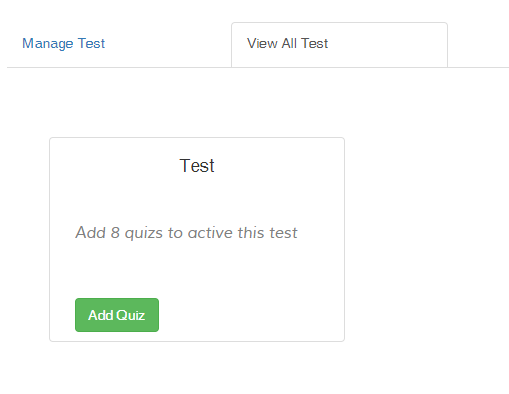 Manage Test
View All Test
Test
Add 8 quizs to active this test
Add Quiz